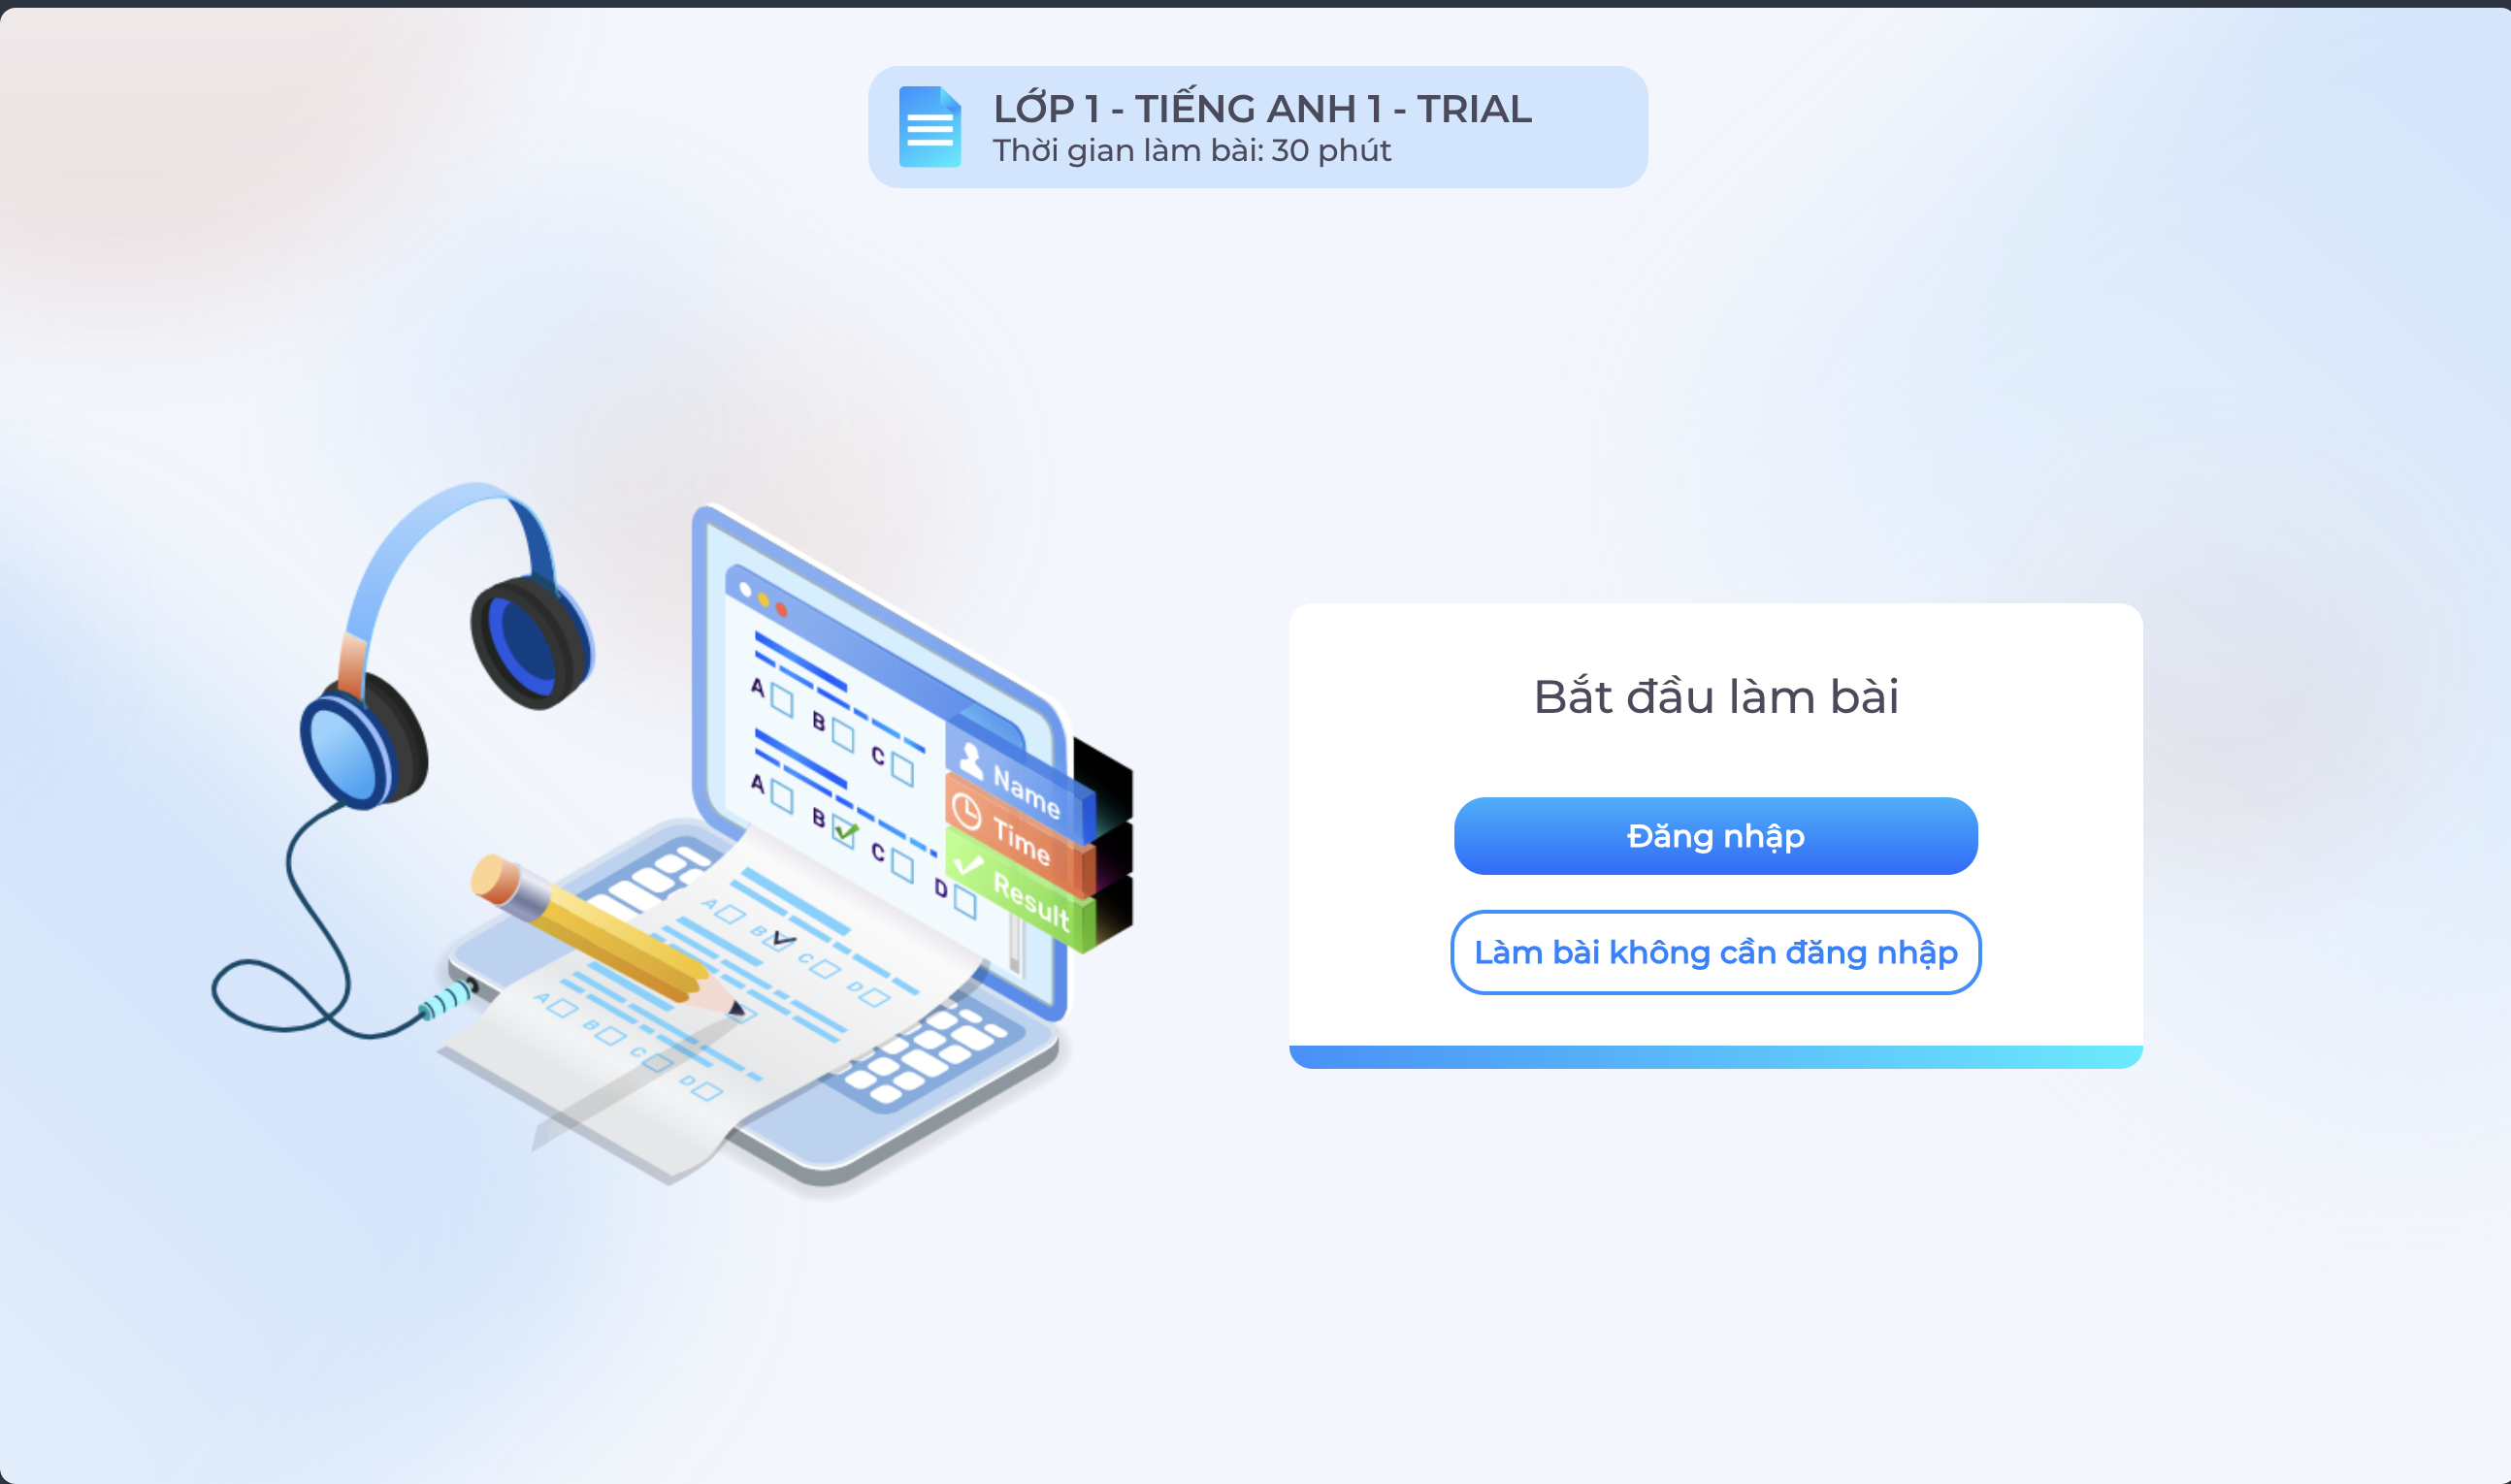 LỚP 1 - TIẾNG ANH 1 - TRIAL
Thời gian làm bài: 30 phút
A
B
C
A
B
C
D
Name
Time
Result
A
B
C
D
A
B
C
D
Bắt đầu làm bài
Đăng nhập
Làm bài không cần đăng nhập